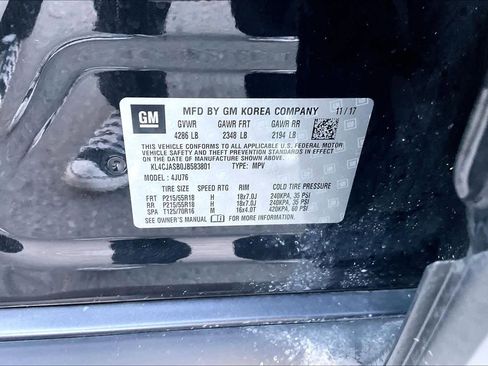 GM
MFD BY GM KOREA COMPANY 11/17
GVWR GAWR FRT GAWR RR
4286 LB 2348 LB 2194 LB
THIS VEHICLE CONFORMS TO ALL APPLICABLE U.S. FEDERAL MOTOR
VEHICLE SAFETY, BUMPER, AND THEFT PREVENTION STANDARDS IN EFFECT ON THE DATE OF MANUFACTURE SHOWN ABOVE.
KL4CJASB0JB583801 TYPE: MPV
MODEL: 4JU76
TIRE SIZE SPEED RTG RIM COLD TIRE PRESSURE
FRT P215/55R18 H 18x7.0J 240KPA, 35 PSI
RR P215/55R18 H 18x7.0J 240KPA, 35 PSI
SPA T125/70R16 M 16x4.0T 420KPA, 60 PSI
SEE OWNER'S MANUAL FOR MORE INFORMATION.